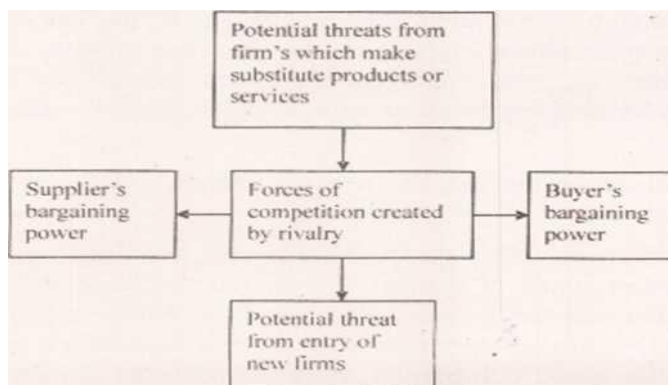 Potential threats from
firm's which make
substitute products or
services
Supplier's
bargaining
power
Forces of
competition created
by rivalry
Buyer's
bargaining
power
Potential threat
from entry of
new firms